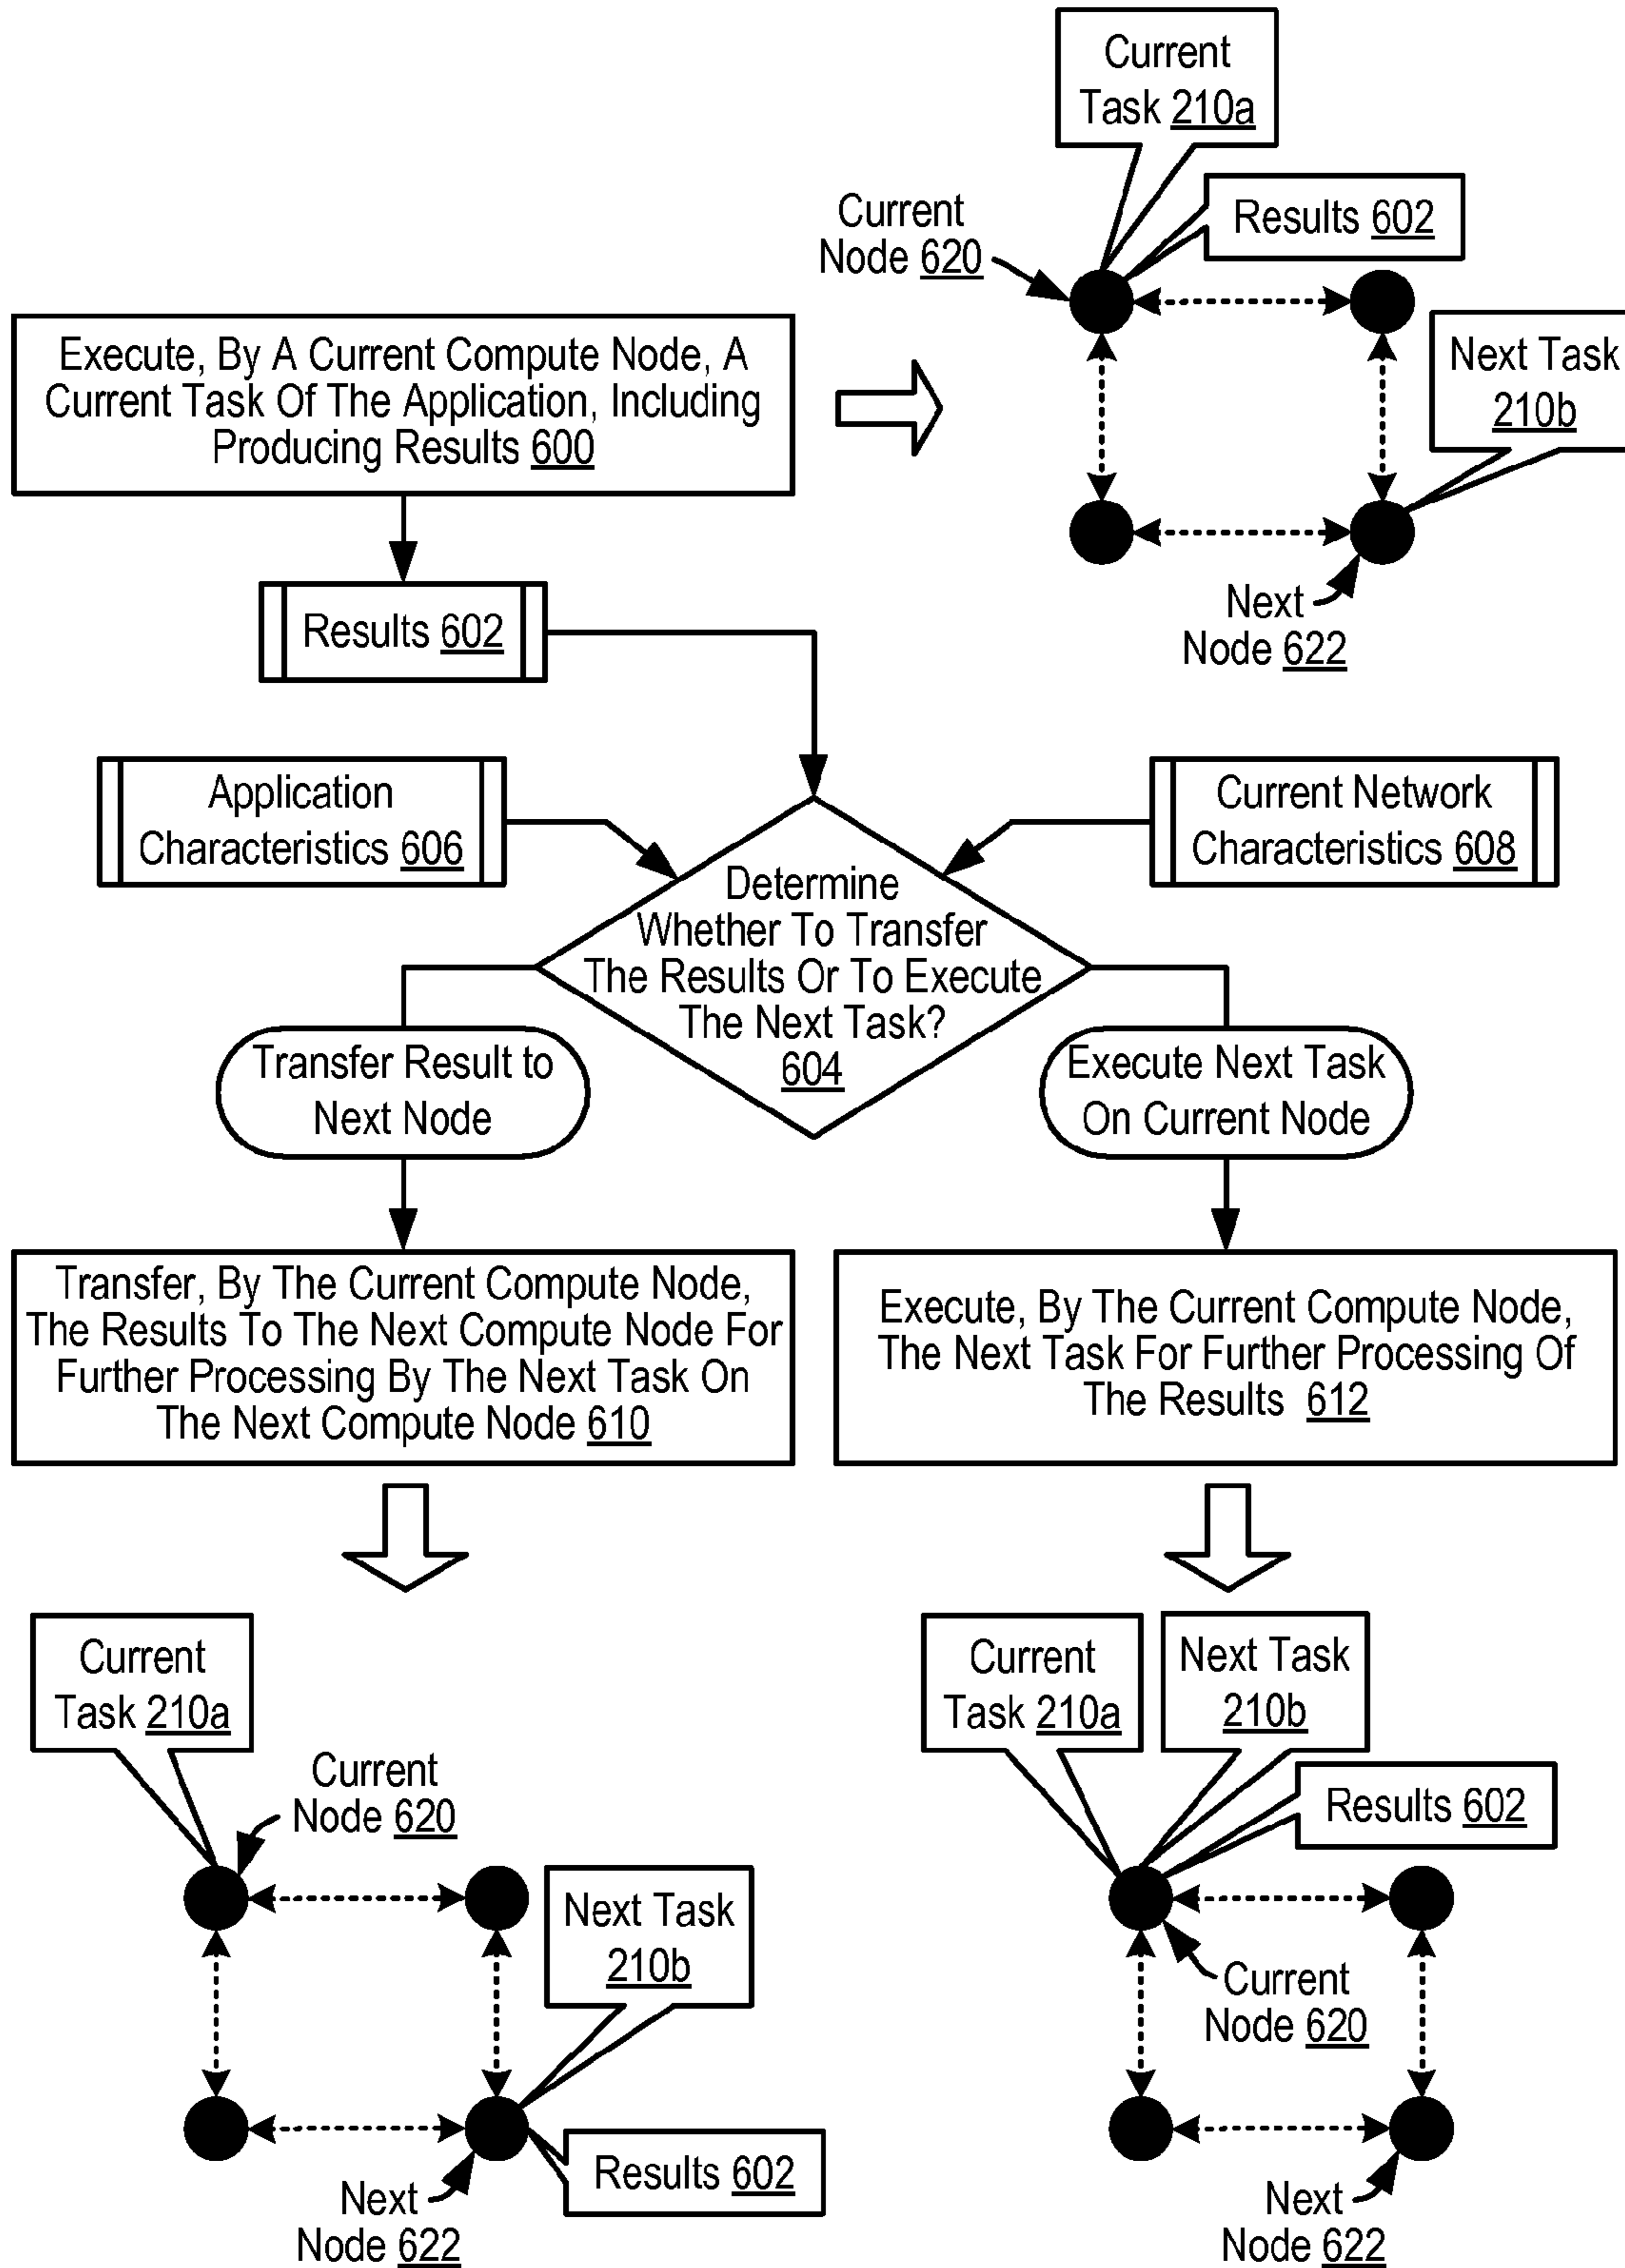 Current
Task 210a
Results 602
Current
Node 620
Next Task
210b
Next
Node 622
Execute, By A Current Compute Node, A
Current Task Of The Application, Including
Producing Results 600
Results 602
Application
Characteristics 606
Current Network
Characteristics 608
Determine
Whether To Transfer
The Results Or To Execute
The Next Task?
604
Transfer Result to
Next Node
Execute Next Task
On Current Node
Transfer, By The Current Compute Node,
The Results To The Next Compute Node For
Further Processing By The Next Task On
The Next Compute Node 610
Execute, By The Current Compute Node,
The Next Task For Further Processing Of
The Results 612
Current
Task 210a
Current
Node 620
Next Task
210b
Results 602
Next
Node 622
Current
Task 210a
Next Task
210b
Results 602
Current
Node 620
Next
Node 622